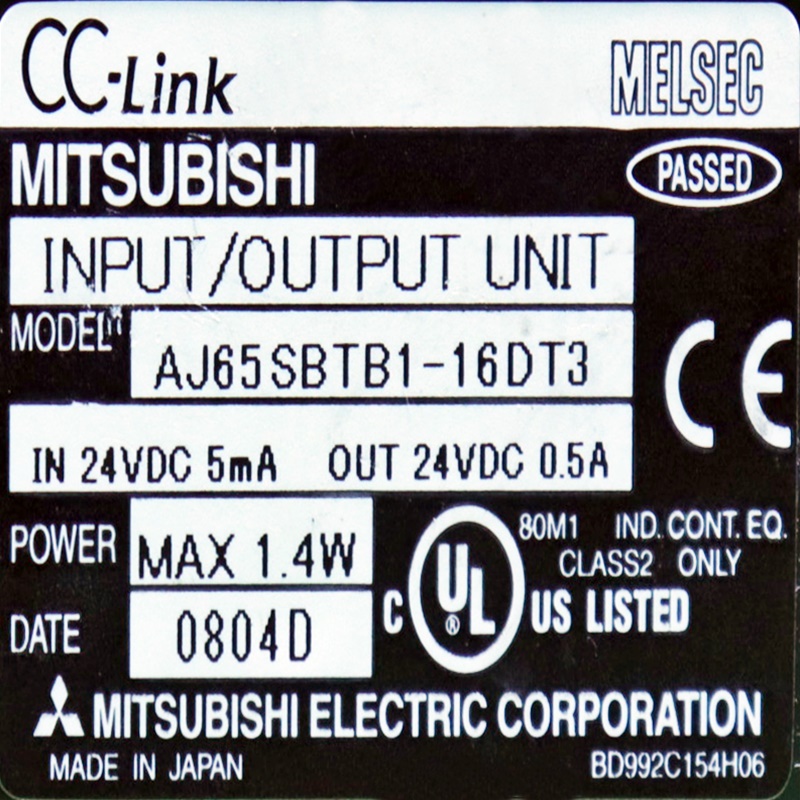 CC-Link MELSEC
MITSUBISHI PASSED
INPUT/OUTPUT UNIT
MODEL AJ65SBTB1-16DT3
CE
IN 24VDC 5mA OUT 24VDC 0.5A
POWER MAX 1.4W
80M1 IND. CONT. EQ.
CLASS2 ONLY
C UL® US LISTED
DATE 0804D
MITSUBISHI ELECTRIC CORPORATION
MADE IN JAPAN BD992C154H06